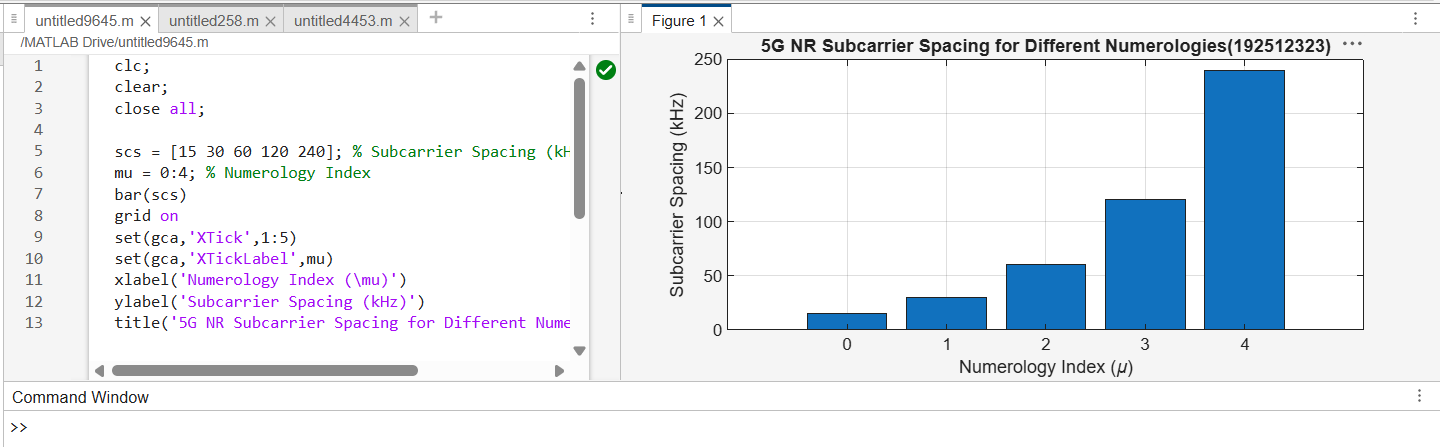 untitled9645.m × untitled258.m × untitled4453.m × +
/MATLAB Drive/untitled9645.m
1 clc;
2 clear;
3 close all;
4
5 scs = [15 30 60 120 240]; % Subcarrier Spacing (kH
6 mu = 0:4; % Numerology Index
7 bar(scs)
8 grid on
9 set(gca,'XTick',1:5)
10 set(gca,'XTickLabel',mu)
11 xlabel('Numerology Index (\mu)')
12 ylabel('Subcarrier Spacing (kHz)')
13 title('5G NR Subcarrier Spacing for Different Nume
Figure 1 ×
5G NR Subcarrier Spacing for Different Numerologies(192512323)
Subcarrier Spacing (kHz)
250
200
150
100
50
0
0 1 2 3 4
Numerology Index (μ)
Command Window
>>